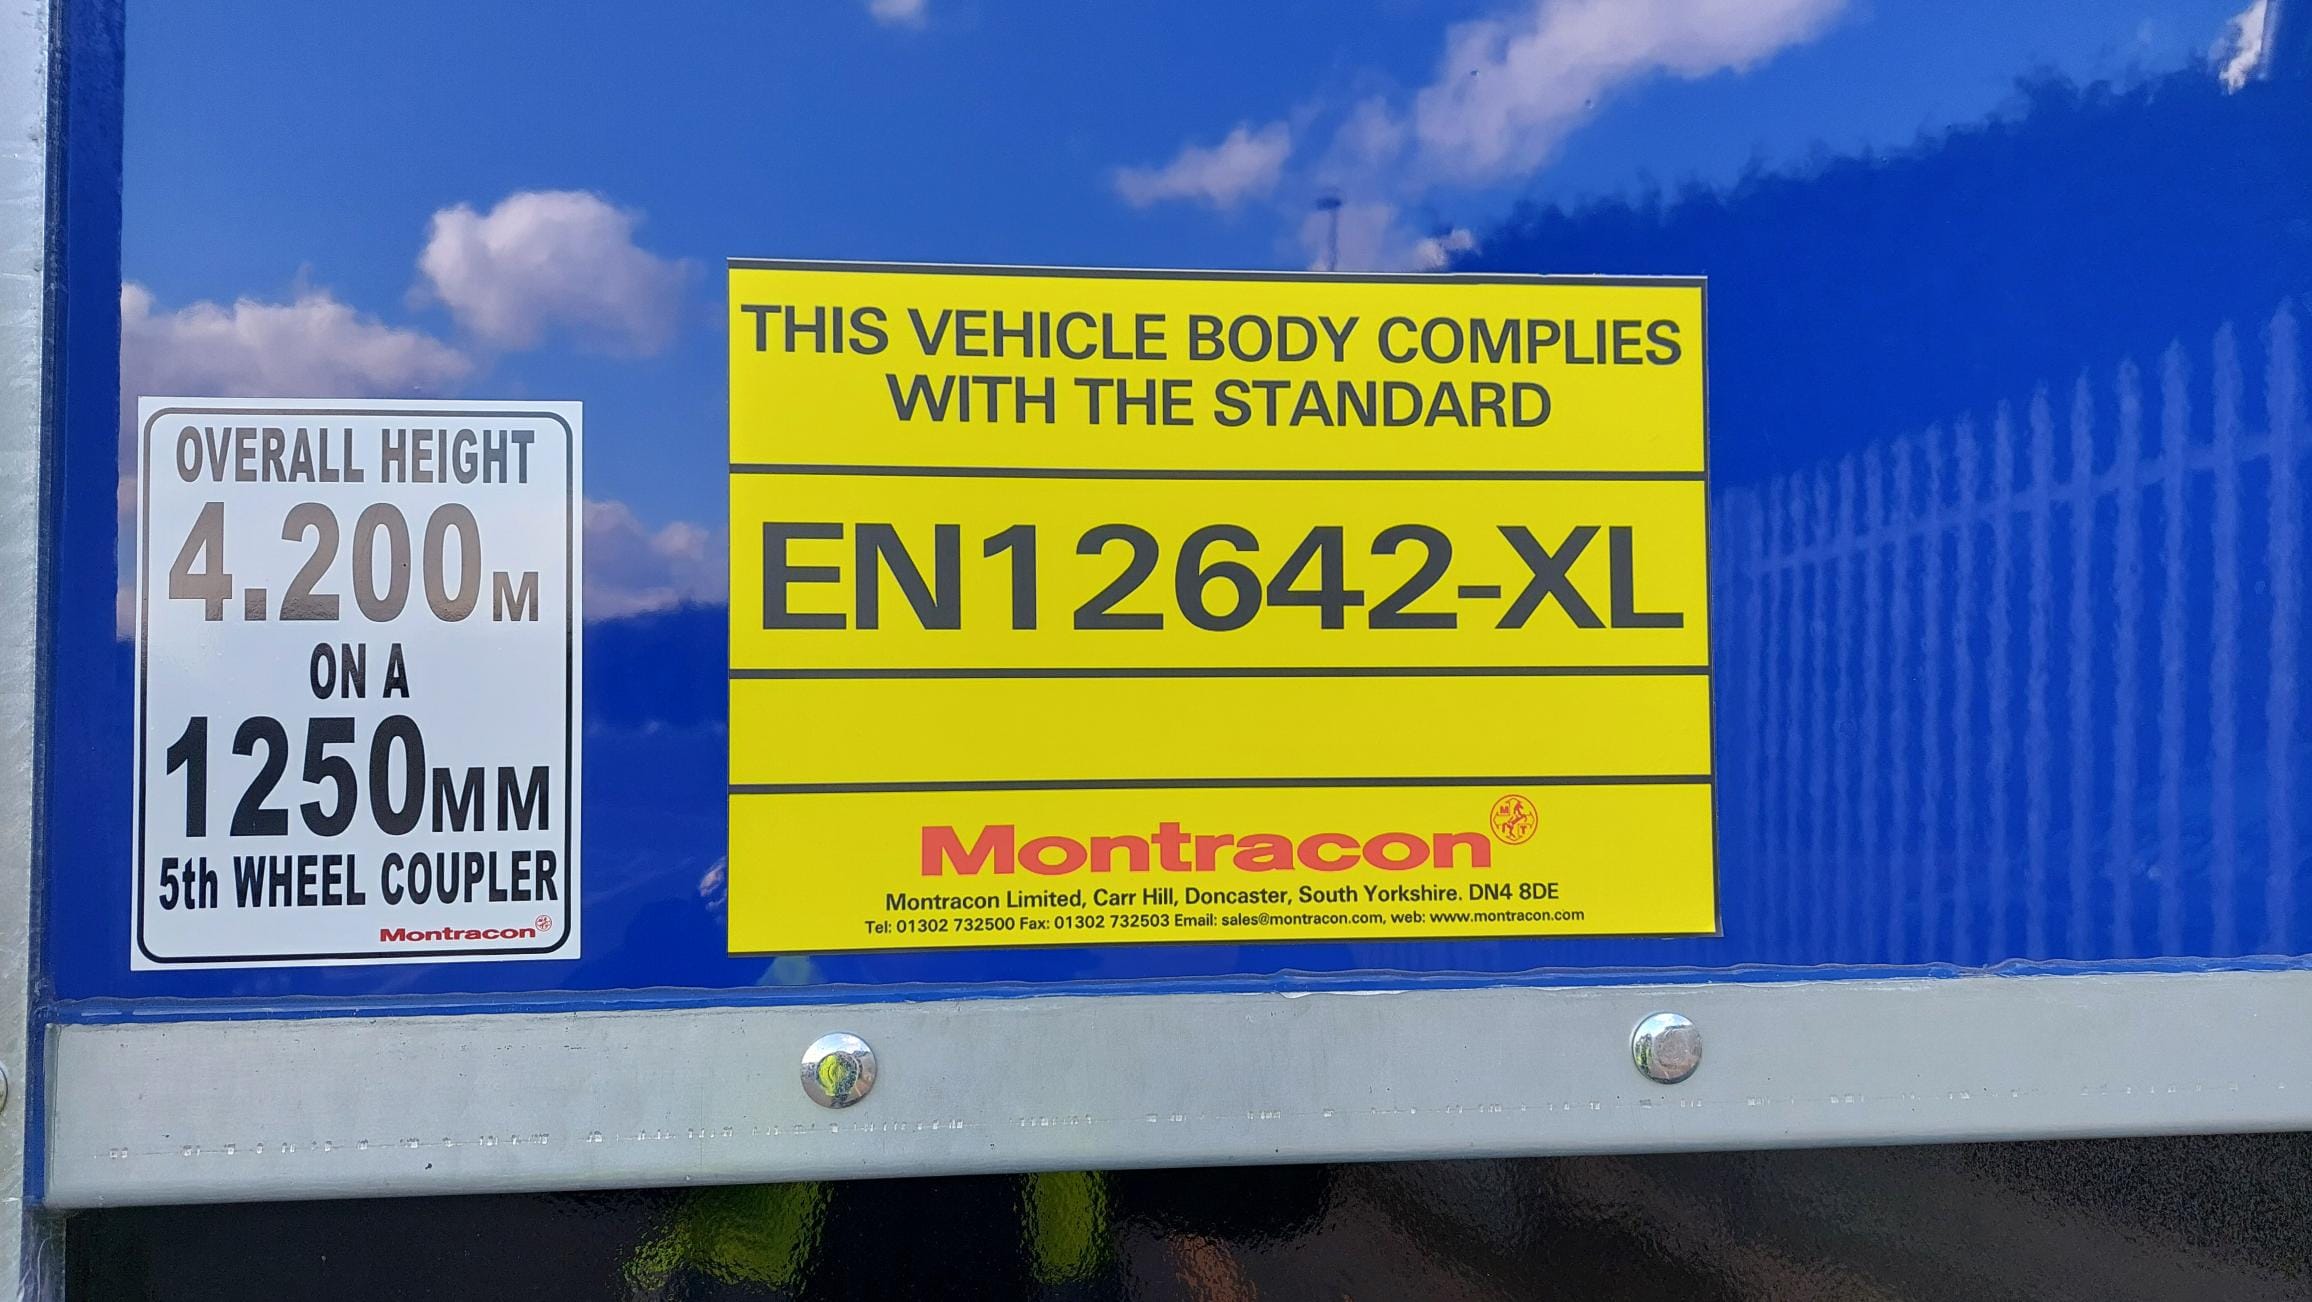 OVERALL HEIGHT
4.200M
ON A
1250MM
5th WHEEL COUPLER
Montracon
THIS VEHICLE BODY COMPLIES
WITH THE STANDARD
EN12642-XL
Montracon
Montracon Limited, Carr Hill, Doncaster, South Yorkshire. DN4 8DE
Tel: 01302 732500 Fax: 01302 732503 Email: sales@montracon.com, web: www.montracon.com